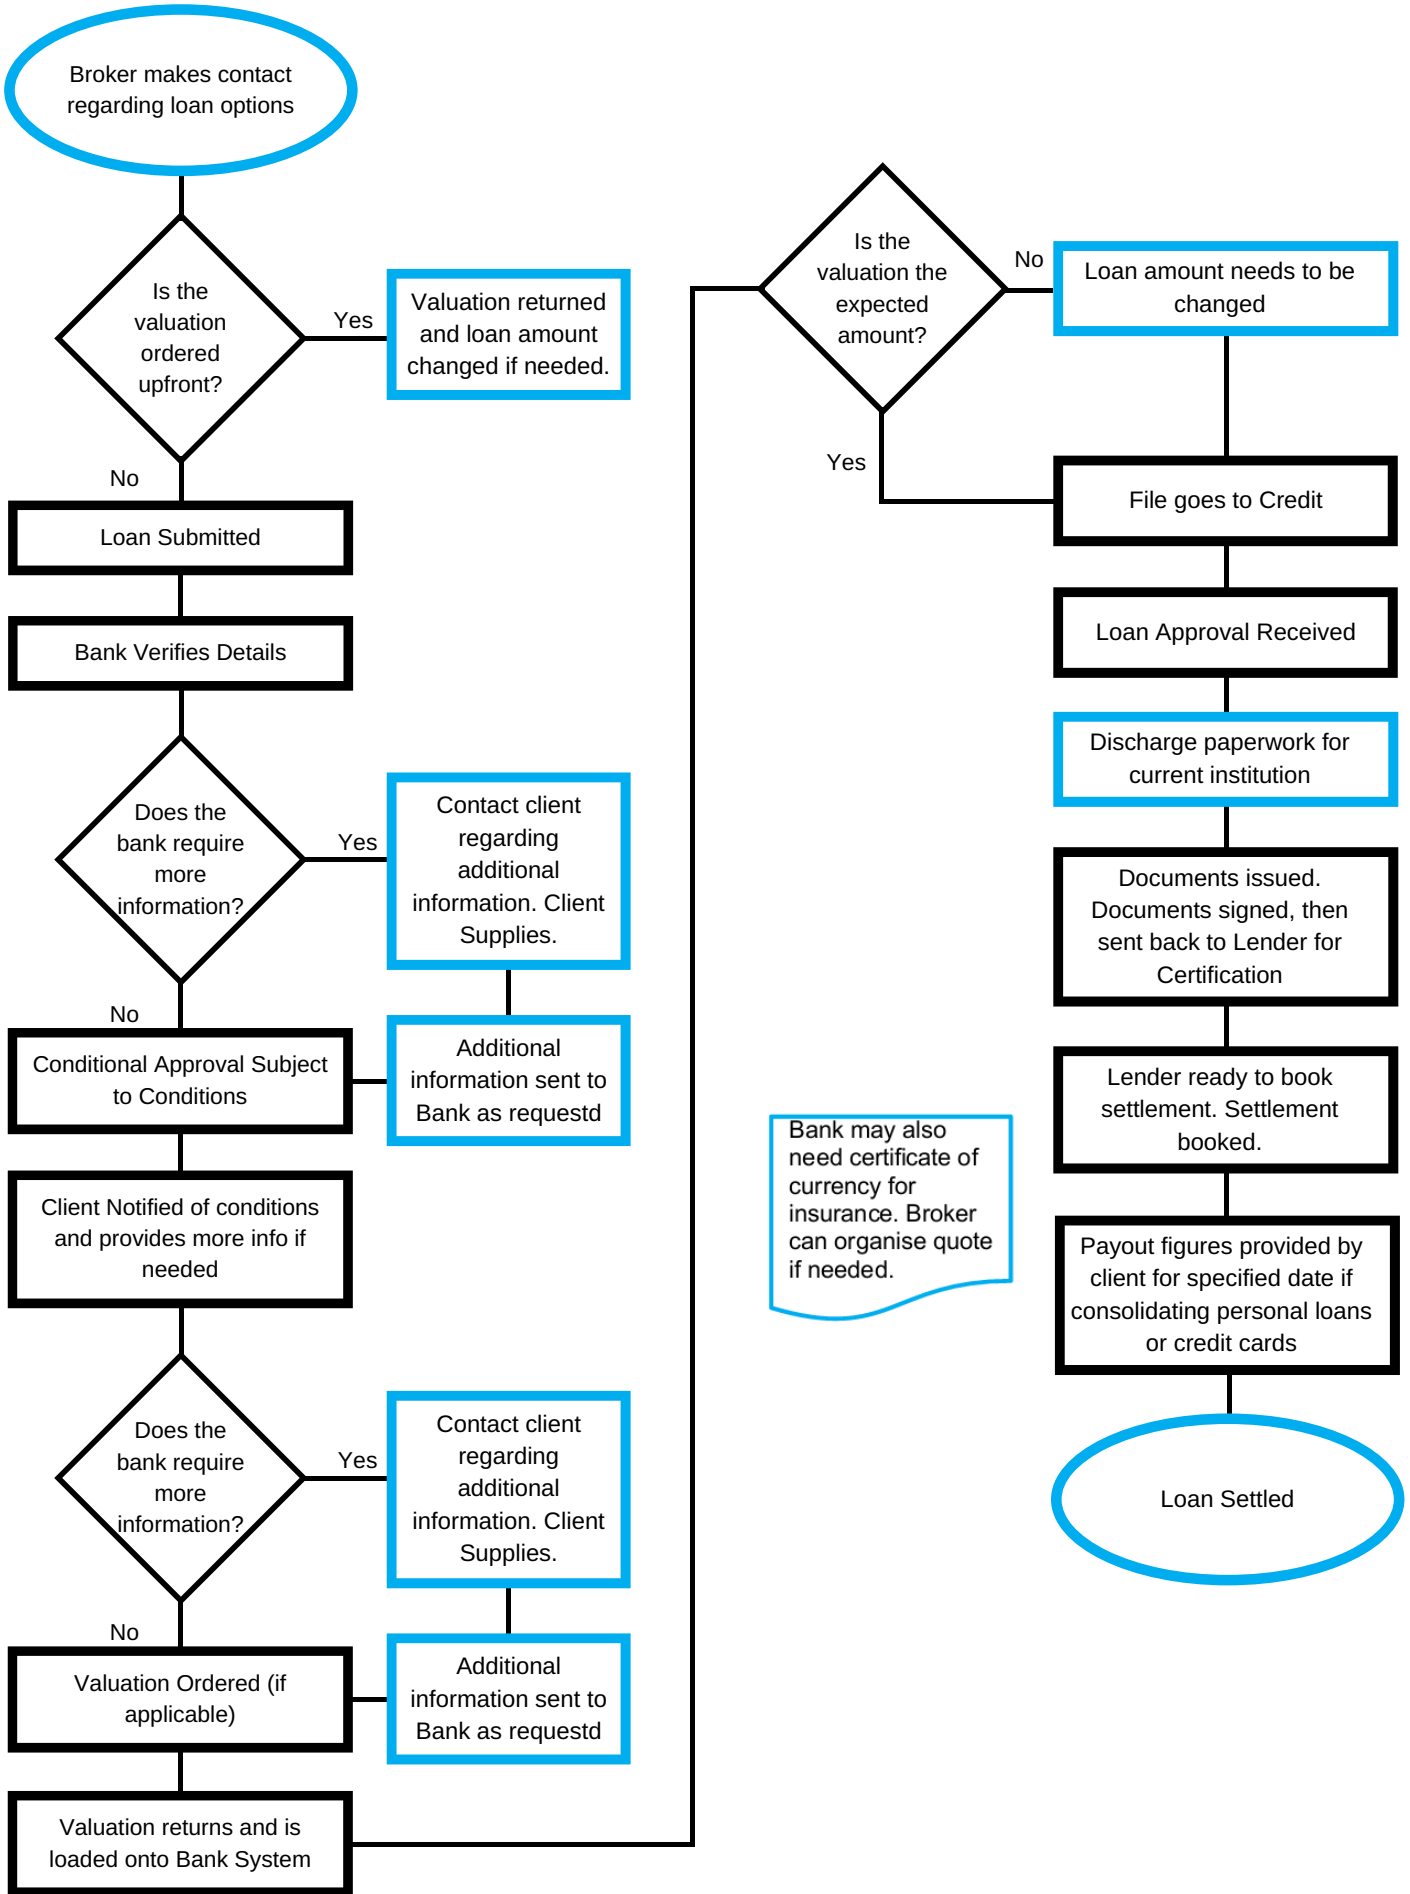 Broker makes contact
regarding loan options
Is the
valuation
ordered
upfront?
Yes
Valuation returned
and loan amount
changed if needed.
No
Loan Submitted
Bank Verifies Details
Does the
bank require
more
information?
Yes
Contact client
regarding
additional
information. Client
Supplies.
No
Conditional Approval Subject
to Conditions
Additional
information sent to
Bank as requestd
Client Notified of conditions
and provides more info if
needed
Does the
bank require
more
information?
Yes
Contact client
regarding
additional
information. Client
Supplies.
No
Valuation Ordered (if
applicable)
Additional
information sent to
Bank as requestd
Valuation returns and is
loaded onto Bank System
Is the
valuation the
expected
amount?
No
Loan amount needs to be
changed
Yes
File goes to Credit
Loan Approval Received
Discharge paperwork for
current institution
Documents issued.
Documents signed, then
sent back to Lender for
Certification
Lender ready to book
settlement. Settlement
booked.
Bank may also
need certificate of
currency for
insurance. Broker
can organise quote
if needed.
Payout figures provided by
client for specified date if
consolidating personal loans
or credit cards
Loan Settled